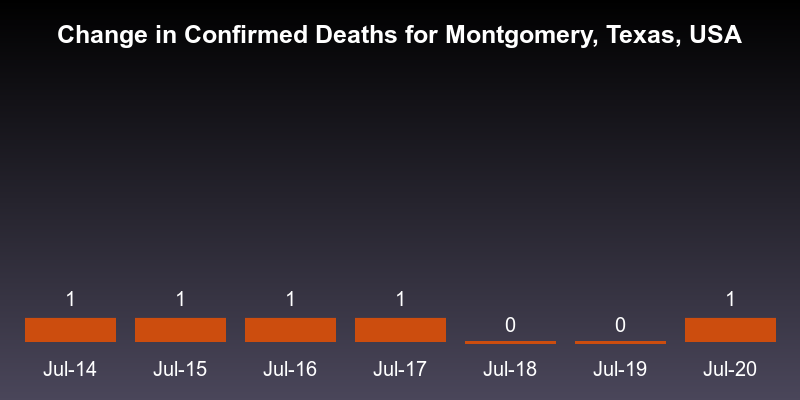 Change in Confirmed Deaths for Montgomery, Texas, USA
1 1 1 1 0 0 1
Jul-14 Jul-15 Jul-16 Jul-17 Jul-18 Jul-19 Jul-20